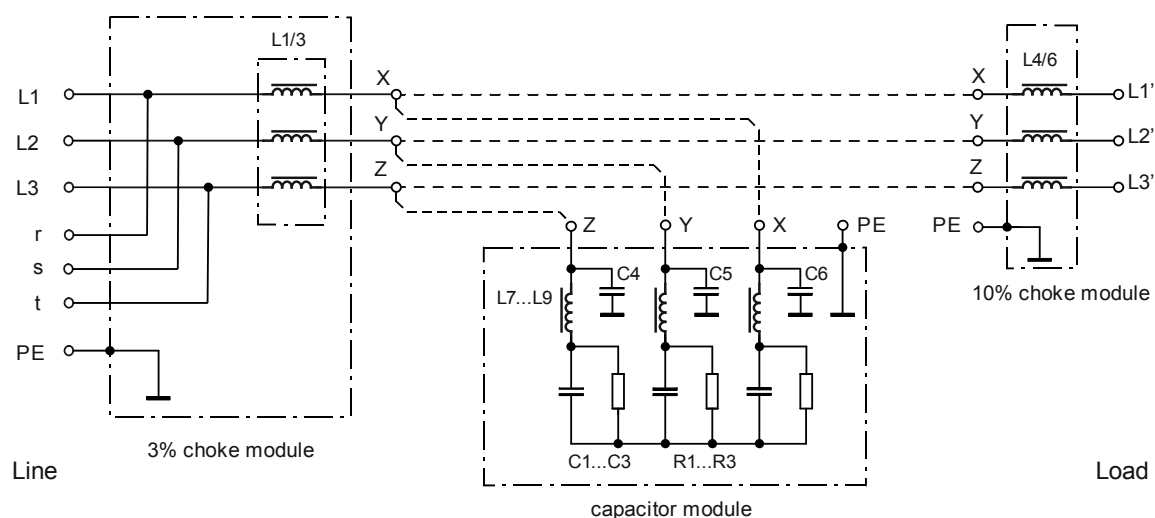 L1/3
L4/6
L1
X
X
L1’
L2
Y
Y
L2’
L3
Z
Z
L3’
r
Z
Y
X
PE
PE
s
C4
C5
C6
t
L7...L9
10% choke module
PE
3% choke module
C1...C3
R1...R3
Line
Load
capacitor module